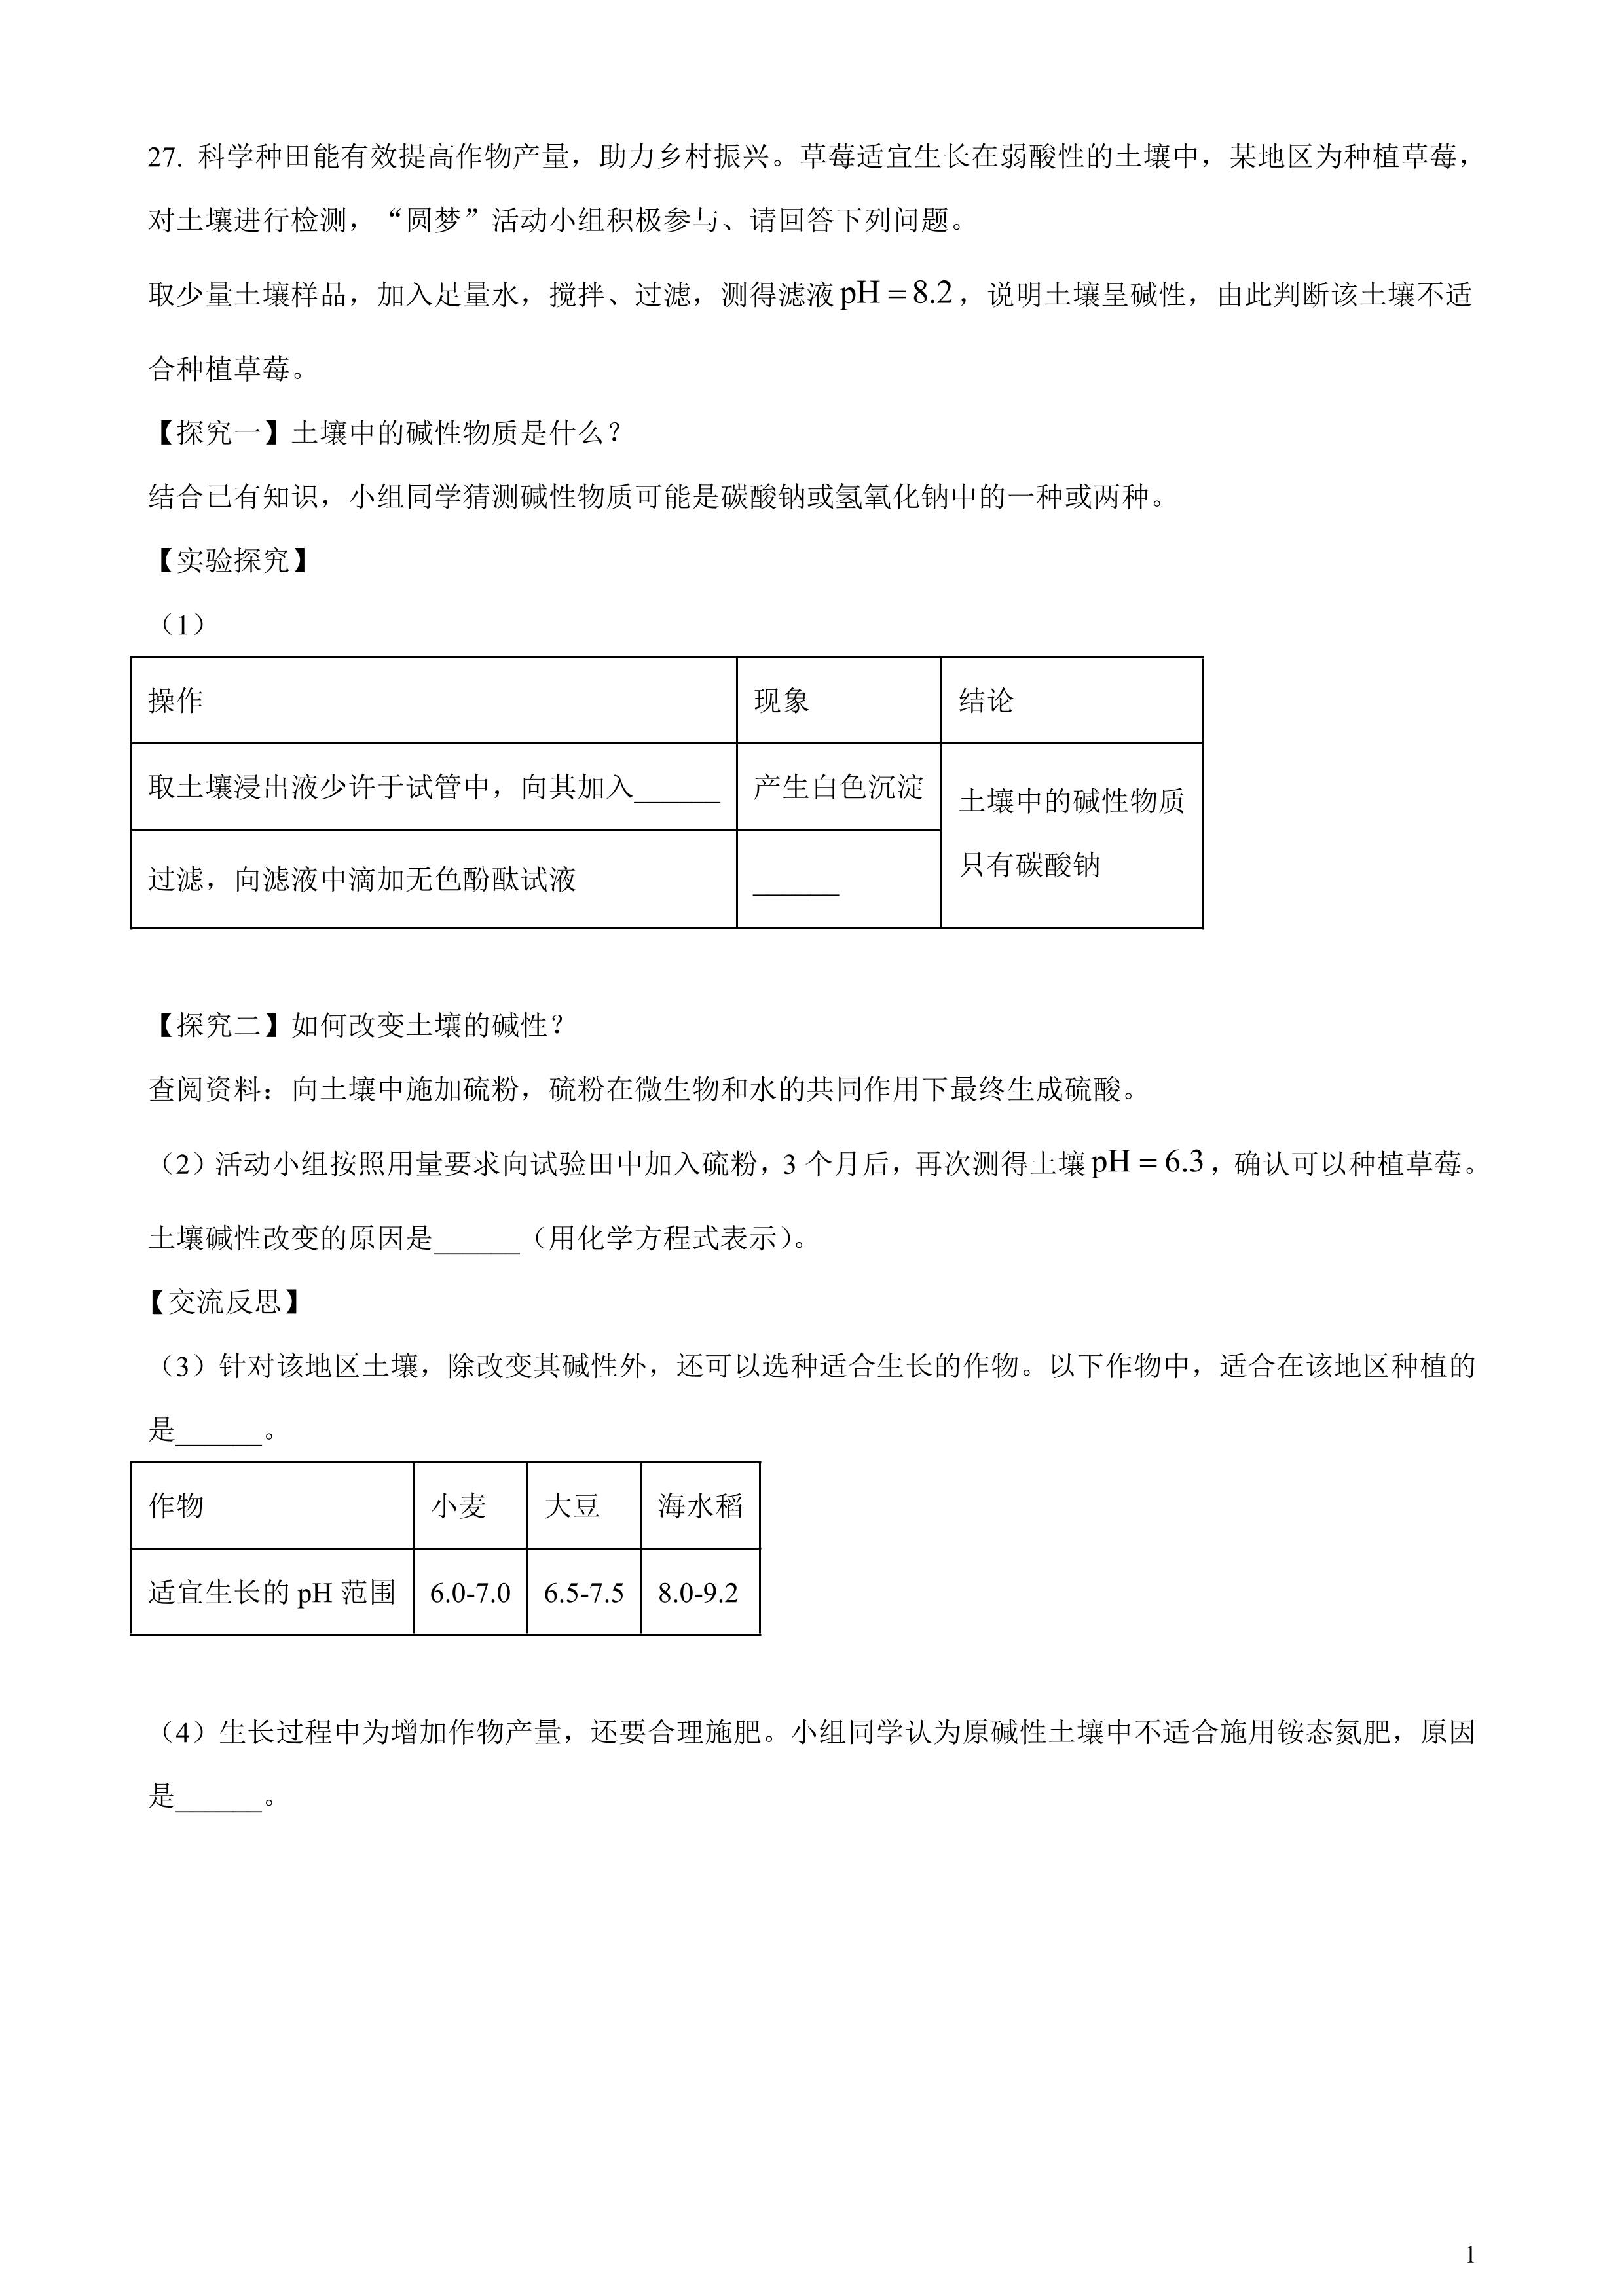 27. 科学种田能有效提高作物产量，助力乡村振兴。草莓适宜生长在弱酸性的土壤中，某地区为种植草莓，
对土壤进行检测，“圆梦”活动小组积极参与、请回答下列问题。
取少量土壤样品，加入足量水，搅拌、过滤，测得滤液pH = 8.2，说明土壤呈碱性，由此判断该土壤不适
合种植草莓。
【探究一】土壤中的碱性物质是什么？
结合已有知识，小组同学猜测碱性物质可能是碳酸钠或氢氧化钠中的一种或两种。
【实验探究】
（1）
操作 现象 结论
取土壤浸出液少许于试管中，向其加入______ 产生白色沉淀 土壤中的碱性物质
只有碳酸钠
过滤，向滤液中滴加无色酚酞试液 ______
【探究二】如何改变土壤的碱性？
查阅资料：向土壤中施加硫粉，硫粉在微生物和水的共同作用下最终生成硫酸。
（2）活动小组按照用量要求向试验田中加入硫粉，3 个月后，再次测得土壤pH = 6.3，确认可以种植草莓。
土壤碱性改变的原因是______（用化学方程式表示）。
【交流反思】
（3）针对该地区土壤，除改变其碱性外，还可以选种适合生长的作物。以下作物中，适合在该地区种植的
是______。
作物 小麦 大豆 海水稻
适宜生长的 pH 范围 6.0-7.0 6.5-7.5 8.0-9.2
（4）生长过程中为增加作物产量，还要合理施肥。小组同学认为原碱性土壤中不适合施用铵态氮肥，原因
是______。
1